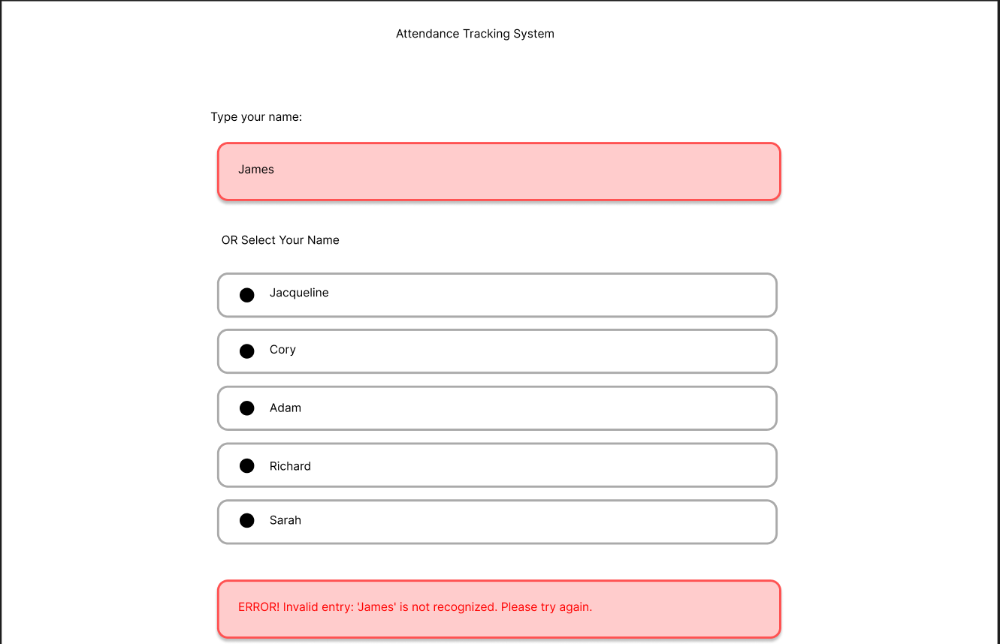 Attendance Tracking System
Type your name:
James
OR Select Your Name
Jacqueline
Cory
Adam
Richard
Sarah
ERROR! Invalid entry: 'James' is not recognized. Please try again.